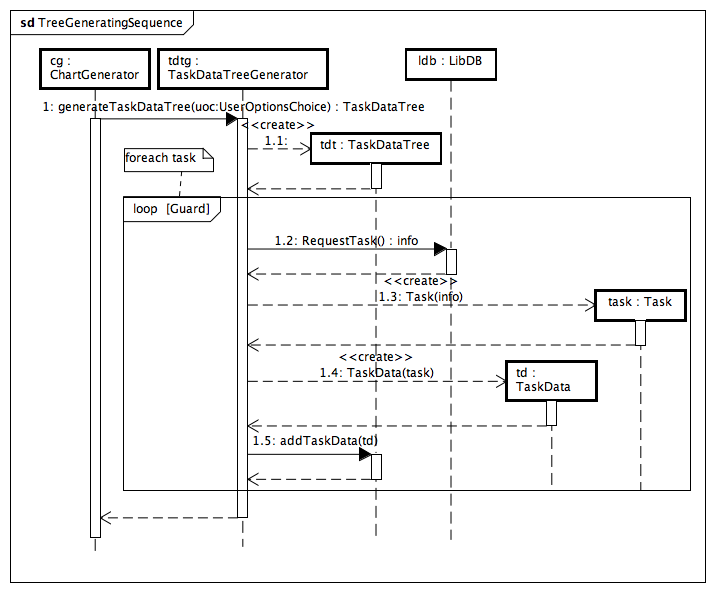 sd TreeGeneratingSequence
cg :
ChartGenerator
tdtg :
TaskDataTreeGenerator
ldb : LibDB
1: generateTaskDataTree(uoc:UserOptionsChoice) : TaskDataTree
<<create>>
1.1:
tdt : TaskDataTree
foreach task
loop [Guard]
1.2: RequestTask() : info
<<create>>
1.3: Task(info)
task : Task
<<create>>
1.4: TaskData(task)
td :
TaskData
1.5: addTaskData(td)